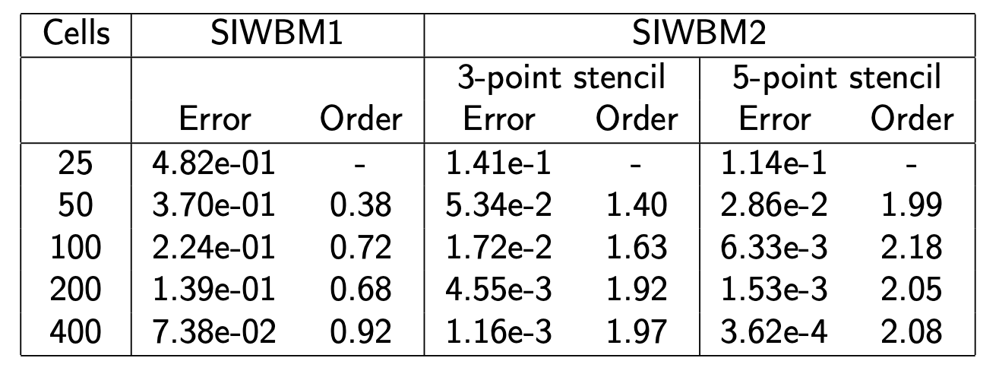 Cells SIWBM1 SIWBM2
3-point stencil 5-point stencil
Error Order Error Order Error Order
25 4.82e-01 - 1.41e-1 - 1.14e-1 -
50 3.70e-01 0.38 5.34e-2 1.40 2.86e-2 1.99
100 2.24e-01 0.72 1.72e-2 1.63 6.33e-3 2.18
200 1.39e-01 0.68 4.55e-3 1.92 1.53e-3 2.05
400 7.38e-02 0.92 1.16e-3 1.97 3.62e-4 2.08